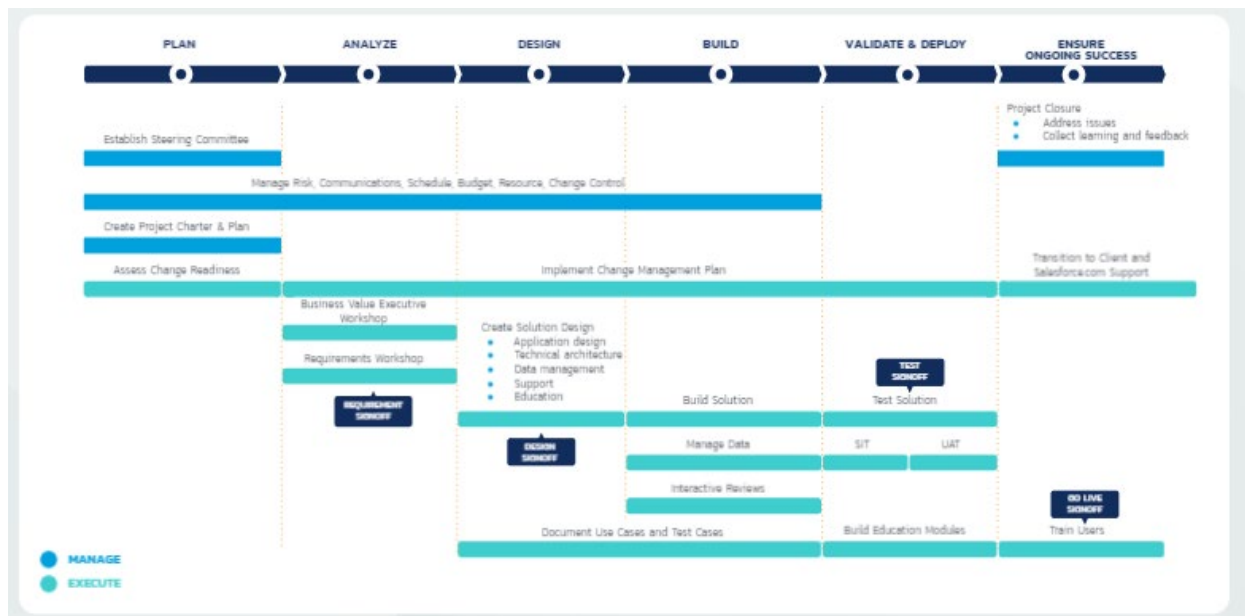 PLAN
ANALYZE
DESIGN
BUILD
VALIDATE & DEPLOY
ENSURE
ONGOING SUCCESS
Project Closure
Address issues
Collect learning and feedback
Establish Steering Committee
Manage Risk, Communications, Schedule, Budget, Resource, Change Control
Create Project Charter & Plan
Assess Change Readiness
Implement Change Management Plan
Transition to Client and
Salesforce.com Support
Business Value Executive
Workshop
Requirements Workshop
REQUIREMENT
SIGNOFF
Create Solution Design
Application design
Technical architecture
Data management
Support
Education
DESIGN
SIGNOFF
Build Solution
TEST
SIGNOFF
Test Solution
Manage Data
SIT
UAT
Interactive Reviews
GO LIVE
SIGNOFF
Document Use Cases and Test Cases
Build Education Modules
Train Users
MANAGE
EXECUTE